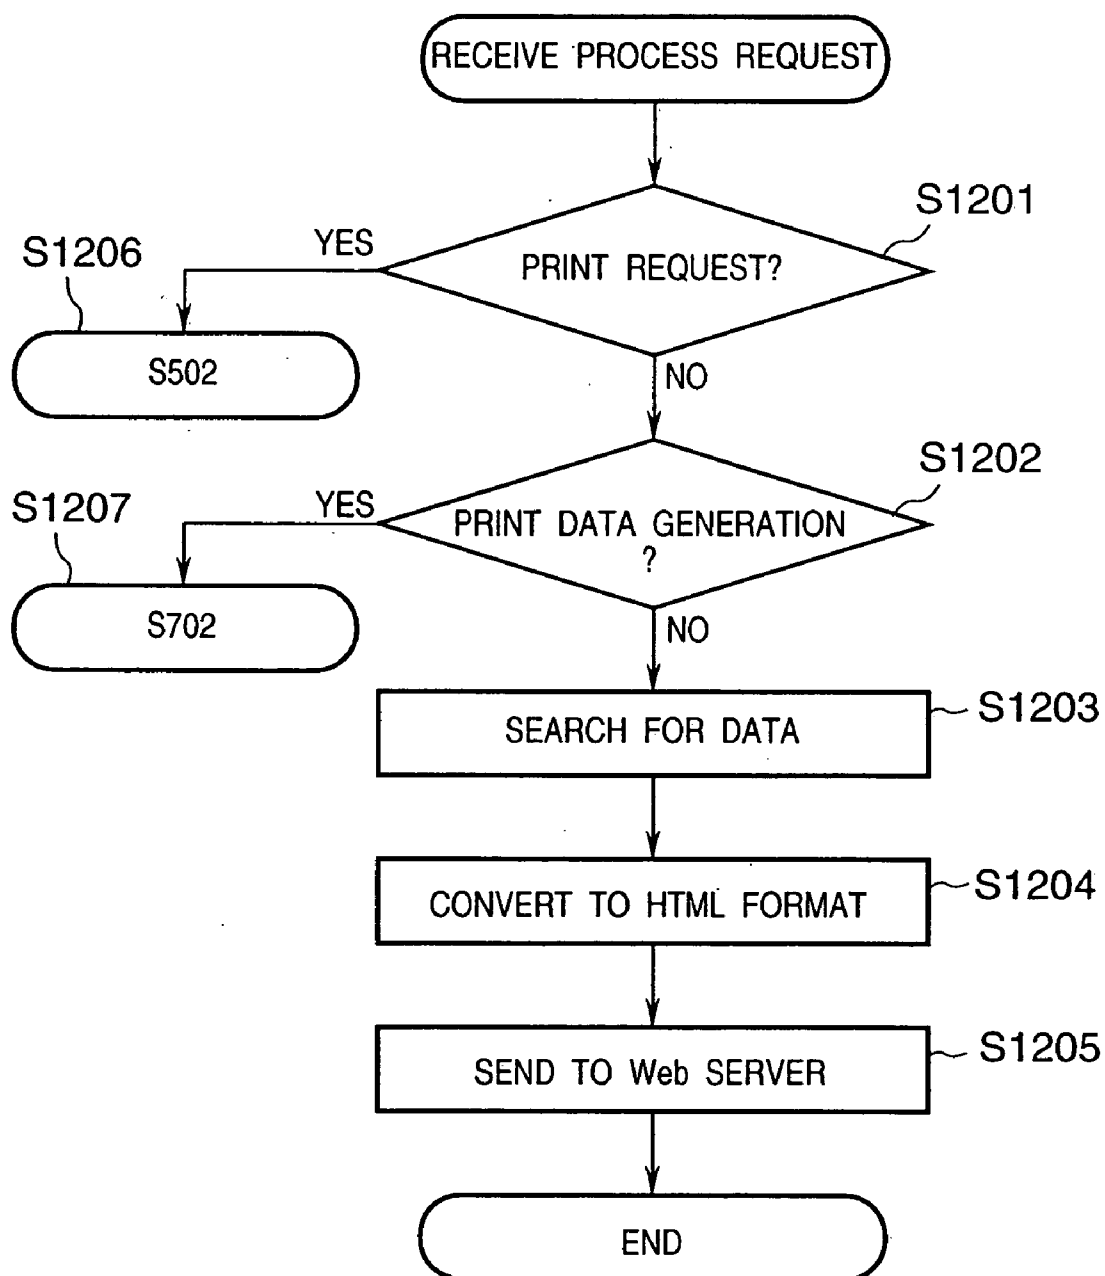 RECEIVE PROCESS REQUEST
S1201
PRINT REQUEST?
YES
S1206
S502
NO
S1202
PRINT DATA GENERATION
?
YES
S1207
S702
NO
SEARCH FOR DATA
S1203
CONVERT TO HTML FORMAT
S1204
SEND TO Web SERVER
S1205
END